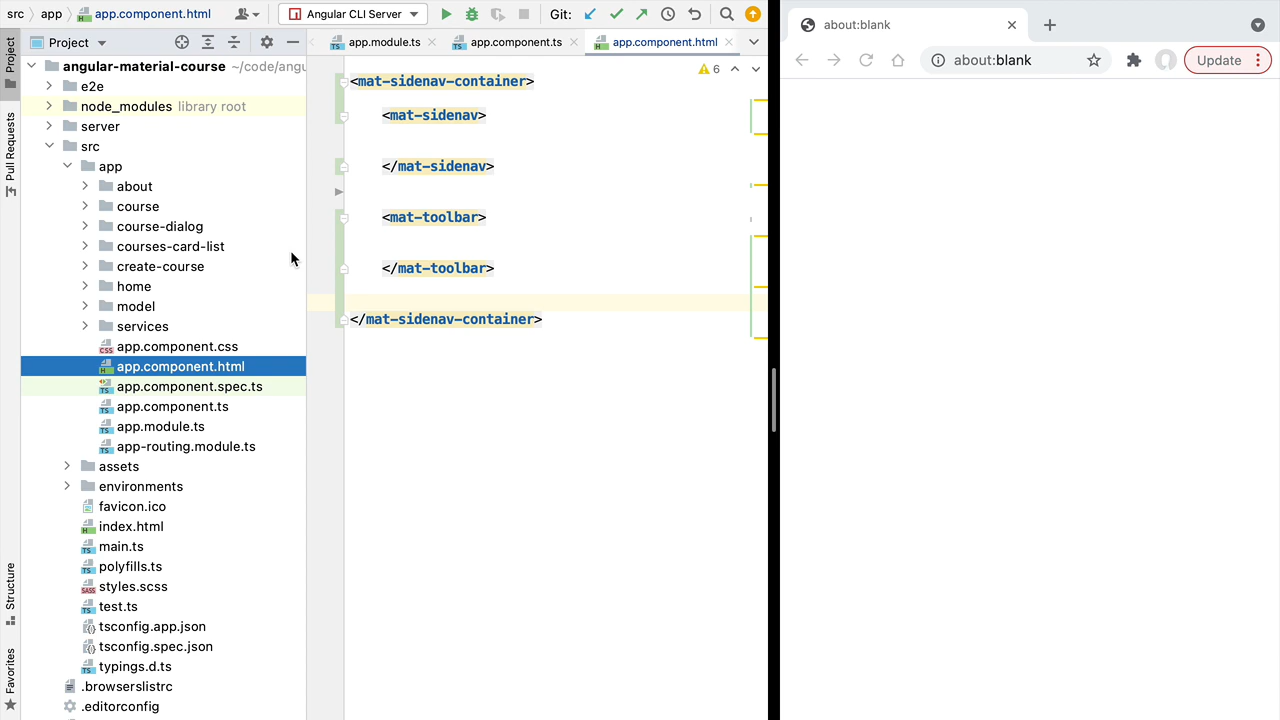 src
app
app.component.html
Angular CLI Server
Git:
about:blank
Project
app.module.ts
app.component.ts
app.component.html
about:blank
Update
Project
Pull Requests
Structure
Favorites
angular-material-course ~/code/angu
e2e
node_modules library root
server
src
app
about
course
course-dialog
courses-card-list
create-course
home
model
services
app.component.css
app.component.html
app.component.spec.ts
app.component.ts
app.module.ts
app-routing.module.ts
assets
environments
favicon.ico
index.html
main.ts
polyfills.ts
styles.scss
test.ts
tsconfig.app.json
tsconfig.spec.json
typings.d.ts
.browserslistrc
.editorconfig
6
<mat-sidenav-container>
<mat-sidenav>
</mat-sidenav>
<mat-toolbar>
</mat-toolbar>
</mat-sidenav-container>